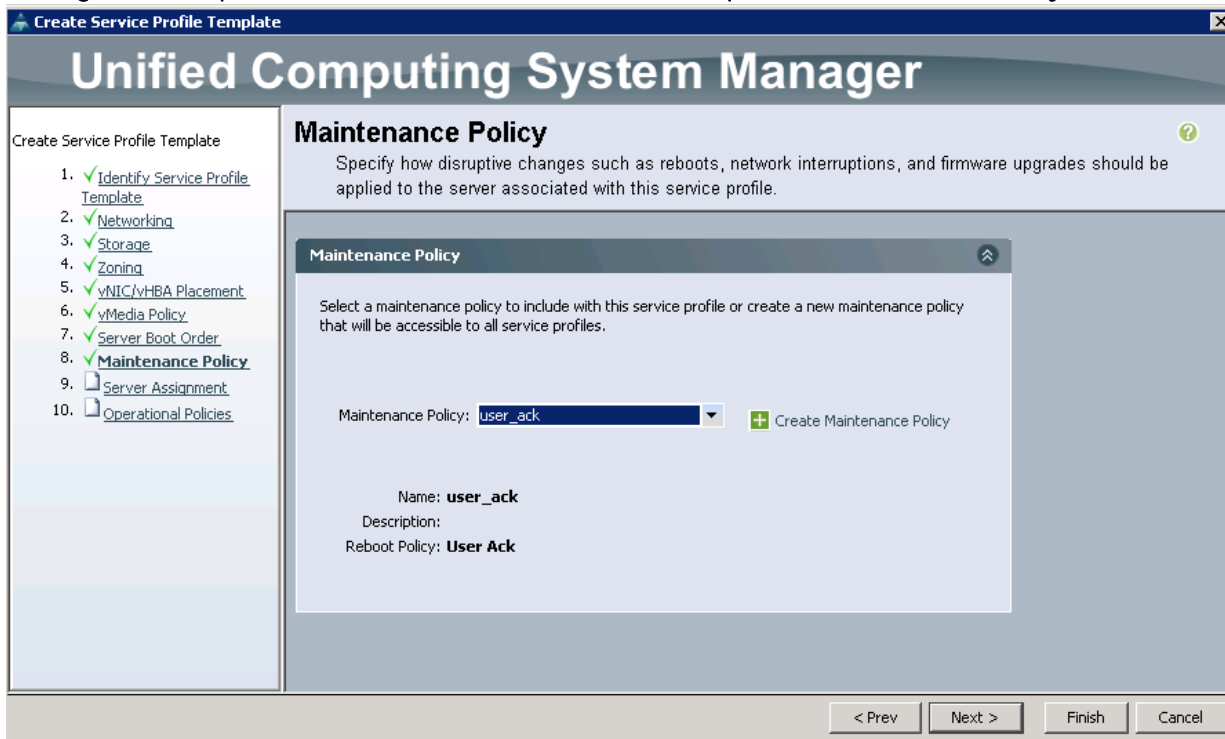 Create Service Profile Template
Unified Computing System Manager
Create Service Profile Template
1. Identify Service Profile
Template
2. Networking
3. Storage
4. Zoning
5. vNIC/vHBA Placement
6. vMedia Policy
7. Server Boot Order
8. Maintenance Policy
9. Server Assignment
10. Operational Policies
Maintenance Policy
Specify how disruptive changes such as reboots, network interruptions, and firmware upgrades should be
applied to the server associated with this service profile.
Maintenance Policy
Select a maintenance policy to include with this service profile or create a new maintenance policy
that will be accessible to all service profiles.
Maintenance Policy: user_ack
Create Maintenance Policy
Name: user_ack
Description:
Reboot Policy: User Ack
< Prev
Next >
Finish
Cancel